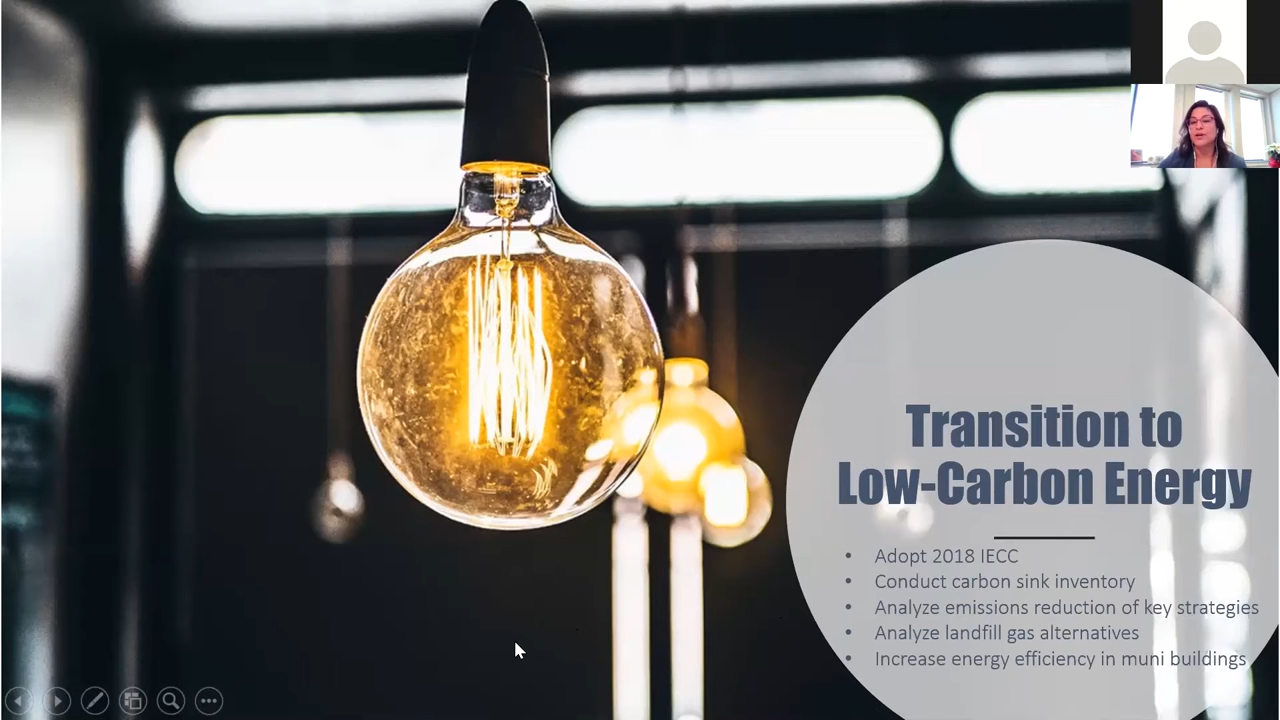 Transition to
Low-Carbon Energy
• Adopt 2018 IECC
• Conduct carbon sink inventory
• Analyze emissions reduction of key strategies
• Analyze landfill gas alternatives
• Increase energy efficiency in muni buildings